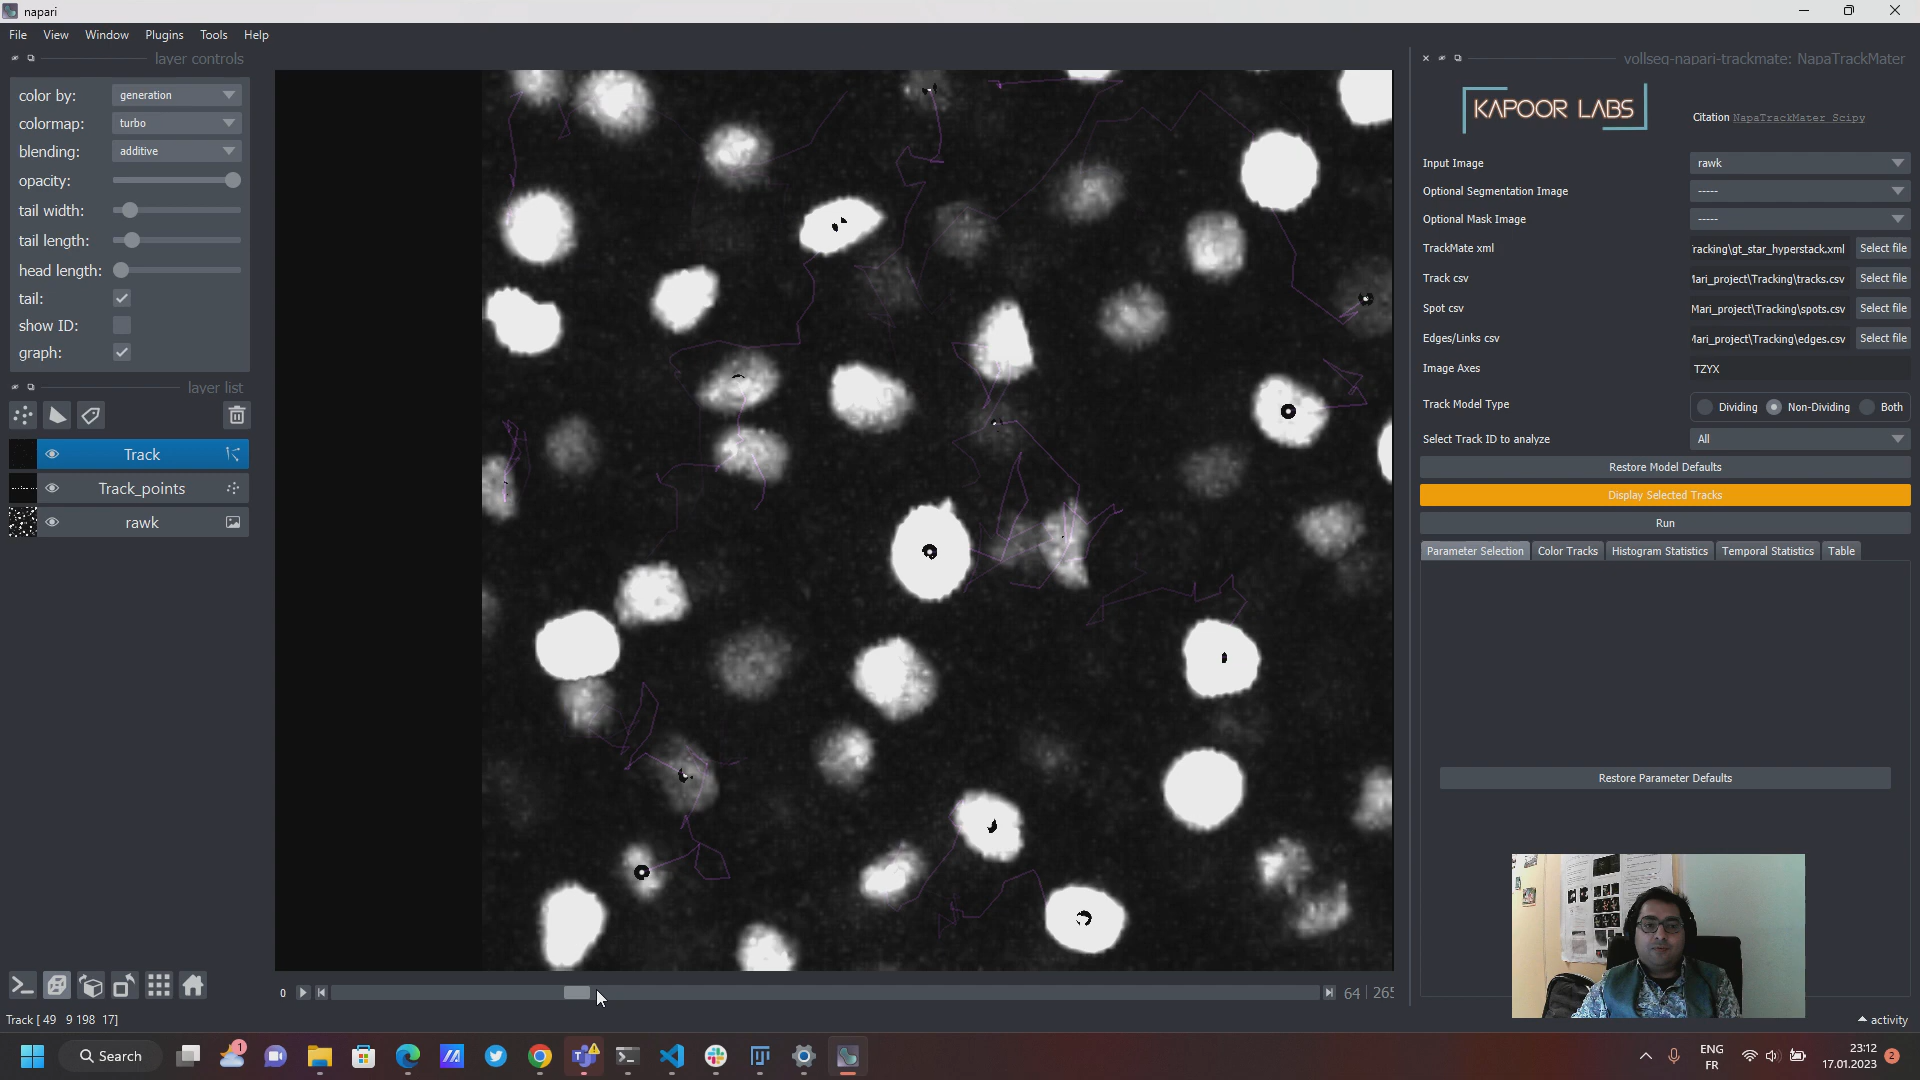 napari
File View Window Plugins Tools Help
layer controls
color by: generation
colormap: turbo
blending: additive
opacity:
tail width:
tail length:
head length:
tail:
show ID:
graph:
layer list
Track
Track_points
rawk
0
64 | 265
Track [ 49 9 198 17]
vollseg-napari-trackmate: NapaTrackMater
KAPOOR LABS
Citation NapaTrackMater Scipy
Input Image rawk
Optional Segmentation Image -----
Optional Mask Image -----
TrackMate xml racking\gt_star_hyperstack.xml Select file
Track csv Mari_project\Tracking\tracks.csv Select file
Spot csv Mari_project\Tracking\spots.csv Select file
Edges/Links csv Mari_project\Tracking\edges.csv Select file
Image Axes TZYX
Track Model Type Dividing Non-Dividing Both
Select Track ID to analyze All
Restore Model Defaults
Display Selected Tracks
Run
Parameter Selection Color Tracks Histogram Statistics Temporal Statistics Table
Restore Parameter Defaults
activity
1
Search
ENG
FR
23:12
17.01.2023
2